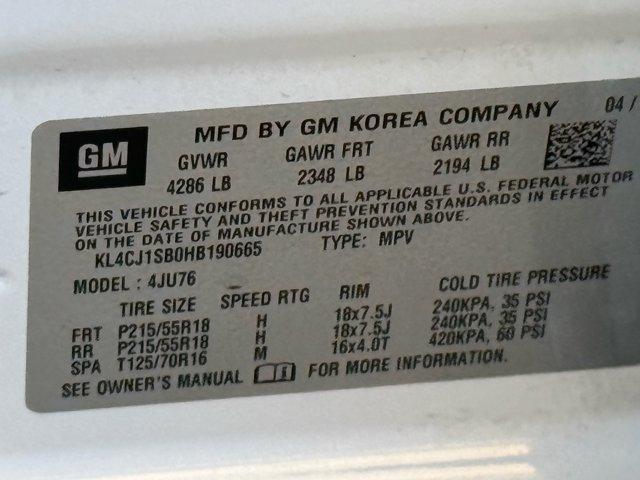 MFD BY GM KOREA COMPANY 04/
GM
GVWR GAWR FRT GAWR RR
4286 LB 2348 LB 2194 LB
THIS VEHICLE CONFORMS TO ALL APPLICABLE U.S. FEDERAL MOTOR
VEHICLE SAFETY AND THEFT PREVENTION STANDARDS IN EFFECT
ON THE DATE OF MANUFACTURE SHOWN ABOVE.
KL4CJ1SB0HB190665 TYPE: MPV
MODEL : 4JU76
TIRE SIZE SPEED RTG RIM COLD TIRE PRESSURE
FRT P215/55R18 H 18x7.5J 240KPA, 35 PSI
RR P215/55R18 H 18x7.5J 240KPA, 35 PSI
SPA T125/70R16 M 16x4.0T 420KPA, 60 PSI
SEE OWNER'S MANUAL FOR MORE INFORMATION.